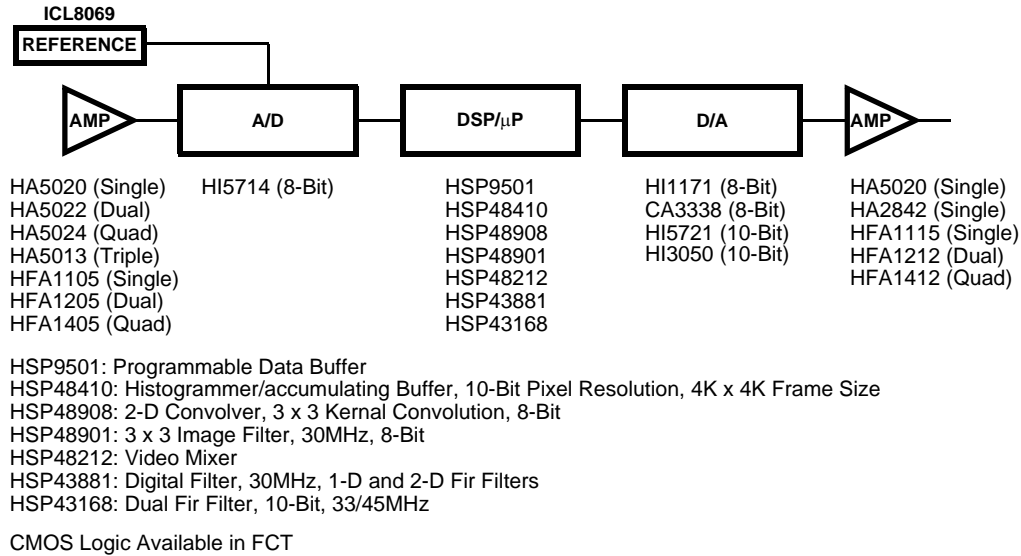 ICL8069
REFERENCE
AMP
A/D
DSP/μP
D/A
AMP
HA5020 (Single)
HA5022 (Dual)
HA5024 (Quad)
HA5013 (Triple)
HFA1105 (Single)
HFA1205 (Dual)
HFA1405 (Quad)
HI5714 (8-Bit)
HSP9501
HSP48410
HSP48908
HSP48901
HSP48212
HSP43881
HSP43168
HI1171 (8-Bit)
CA3338 (8-Bit)
HI5721 (10-Bit)
HI3050 (10-Bit)
HA5020 (Single)
HA2842 (Single)
HFA1115 (Single)
HFA1212 (Dual)
HFA1412 (Quad)
HSP9501: Programmable Data Buffer
HSP48410: Histogrammer/accumulating Buffer, 10-Bit Pixel Resolution, 4K x 4K Frame Size
HSP48908: 2-D Convolver, 3 x 3 Kernal Convolution, 8-Bit
HSP48901: 3 x 3 Image Filter, 30MHz, 8-Bit
HSP48212: Video Mixer
HSP43881: Digital Filter, 30MHz, 1-D and 2-D Fir Filters
HSP43168: Dual Fir Filter, 10-Bit, 33/45MHz
CMOS Logic Available in FCT